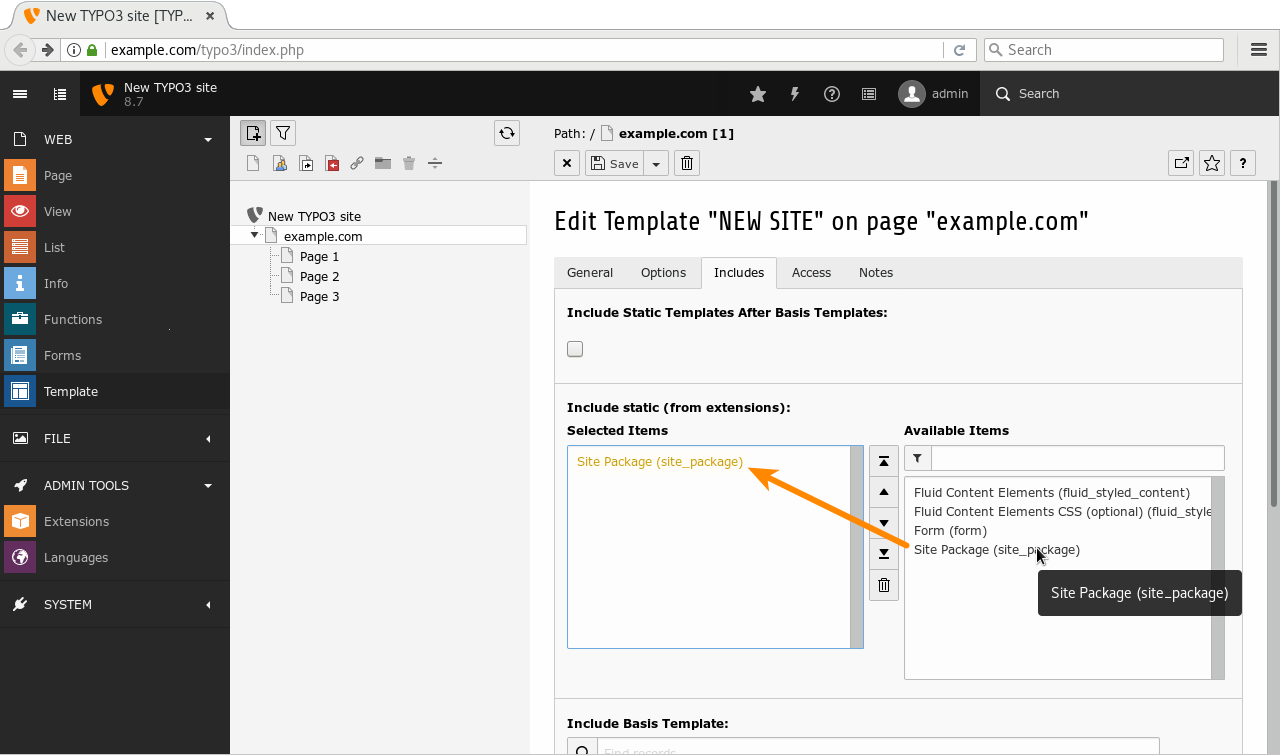 New TYPO3 site [TYP...
example.com/typo3/index.php
Search
New TYPO3 site
8.7
admin
Search
WEB
Page
View
List
Info
Functions
Forms
Template
FILE
ADMIN TOOLS
Extensions
Languages
SYSTEM
New TYPO3 site
example.com
Page 1
Page 2
Page 3
Path: / example.com [1]
Save
?
Edit Template "NEW SITE" on page "example.com"
General Options Includes Access Notes
Include Static Templates After Basis Templates:
Include static (from extensions):
Selected Items
Site Package (site_package)
Available Items
Fluid Content Elements (fluid_styled_content)
Fluid Content Elements CSS (optional) (fluid_style
Form (form)
Site Package (site_package)
Site Package (site_package)
Include Basis Template:
Find records